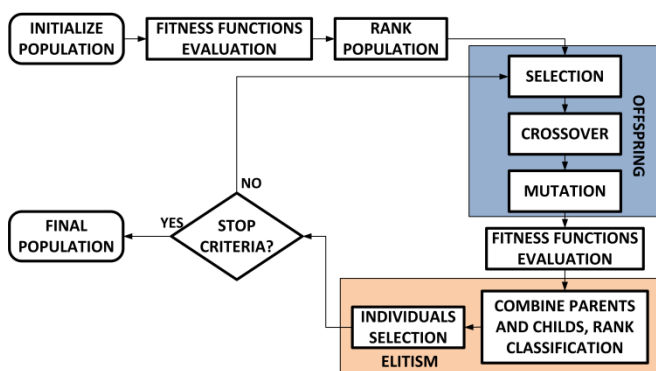 INITIALIZE
POPULATION
FITNESS FUNCTIONS
EVALUATION
RANK
POPULATION
SELECTION
CROSSOVER
MUTATION
OFFSPRING
NO
YES
STOP
CRITERIA?
FINAL
POPULATION
FITNESS FUNCTIONS
EVALUATION
COMBINE PARENTS
AND CHILDS, RANK
CLASSIFICATION
INDIVIDUALS
SELECTION
ELITISM